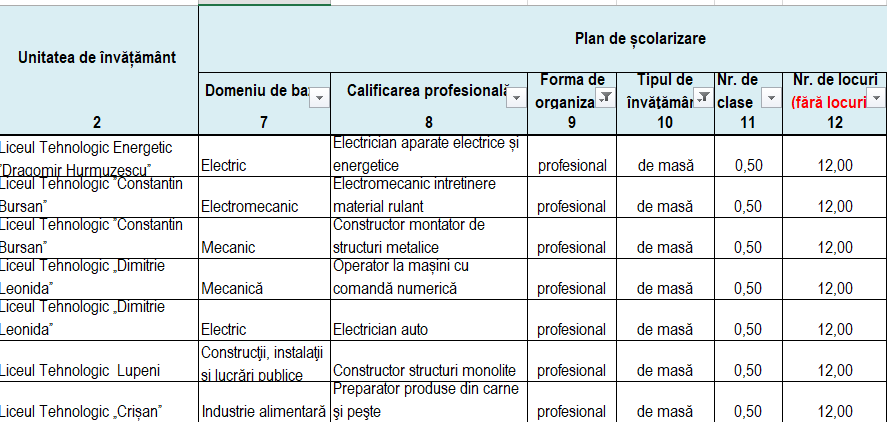 Unitatea de învățământ
Plan de școlarizare
Domeniu de baz
Calificarea profesională
Forma de
organiza
Tipul de
învățămân
Nr. de
clase
Nr. de locuri
(fără locuri
2 7 8 9 10 11 12
Liceul Tehnologic Energetic
"Dragomir Hurmuzescu"
Electric
Electrician aparate electrice și
energetice
profesional de masă 0,50 12,00
Liceul Tehnologic "Constantin
Bursan"
Electromecanic
Electromecanic intretinere
material rulant
profesional de masă 0,50 12,00
Liceul Tehnologic "Constantin
Bursan"
Mecanic
Constructor montator de
structuri metalice
profesional de masă 0,50 12,00
Liceul Tehnologic „Dimitrie
Leonida”
Mecanică
Operator la mașini cu
comandă numerică
profesional de masă 0,50 12,00
Liceul Tehnologic „Dimitrie
Leonida”
Electric
Electrician auto
profesional de masă 0,50 12,00
Liceul Tehnologic Lupeni
Construcţii, instalaţii
și lucrări publice
Constructor structuri monolite
profesional de masă 0,50 12,00
Liceul Tehnologic „Crișan”
Industrie alimentară
Preparator produse din carne
şi peşte
profesional de masă 0,50 12,00